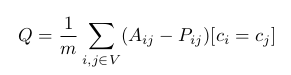 Q = \frac{1}{m} \sum_{i,j \in V} (A_{ij} - P_{ij})[c_i = c_j]